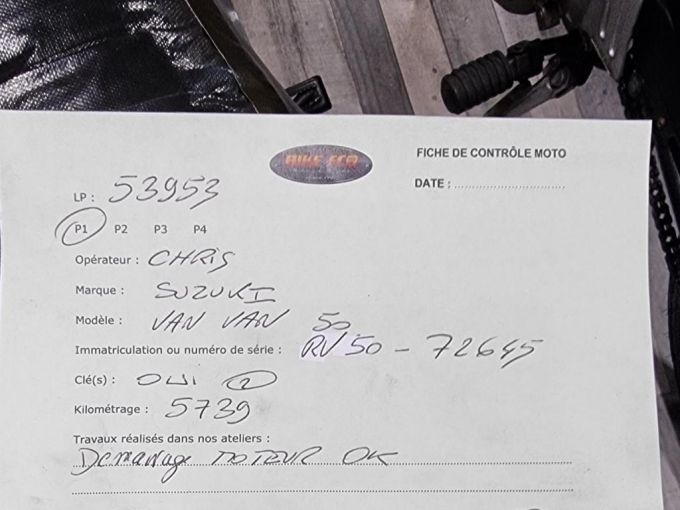 BIKE ECO
FICHE DE CONTRÔLE MOTO
LP : 53953
DATE : ..............................
P1 P2 P3 P4
Opérateur : CHRIS
Marque : SUZUKI
Modèle : VAN VAN 50
Immatriculation ou numéro de série : RV50 - 72645
Clé(s) : OUI 2
Kilométrage : 5739
Travaux réalisés dans nos ateliers :
Demarrage MOTEUR OK